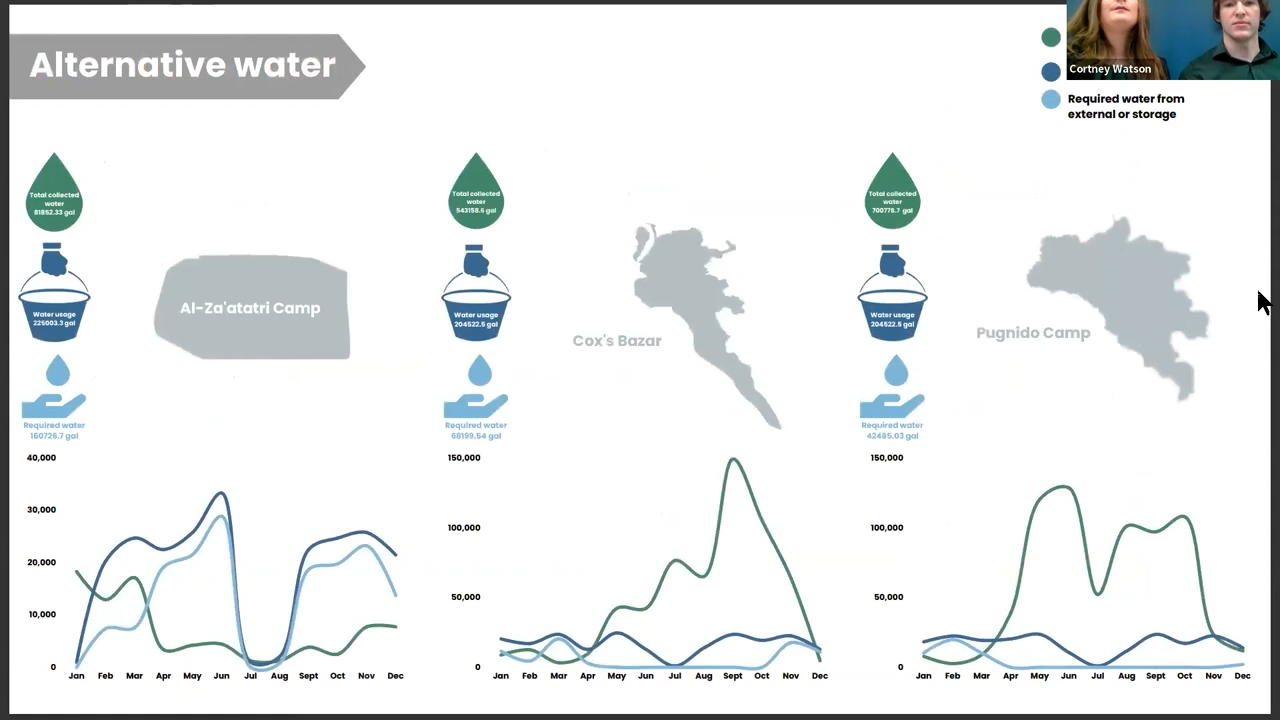 Alternative water
Cortney Watson
Required water from
external or storage
Total collected
water
81852.33 gal
Water usage
225003.3 gal
Required water
160726.7 gal
Al-Za'atatri Camp
Total collected
water
543158.5 gal
Water usage
204522.5 gal
Required water
68199.54 gal
Cox's Bazar
Total collected
water
700778.7 gal
Water usage
204522.5 gal
Required water
42485.03 gal
Pugnido Camp
40,000
30,000
20,000
10,000
0
Jan Feb Mar Apr May Jun Jul Aug Sept Oct Nov Dec
150,000
100,000
50,000
0
Jan Feb Mar Apr May Jun Jul Aug Sept Oct Nov Dec
150,000
100,000
50,000
0
Jan Feb Mar Apr May Jun Jul Aug Sept Oct Nov Dec